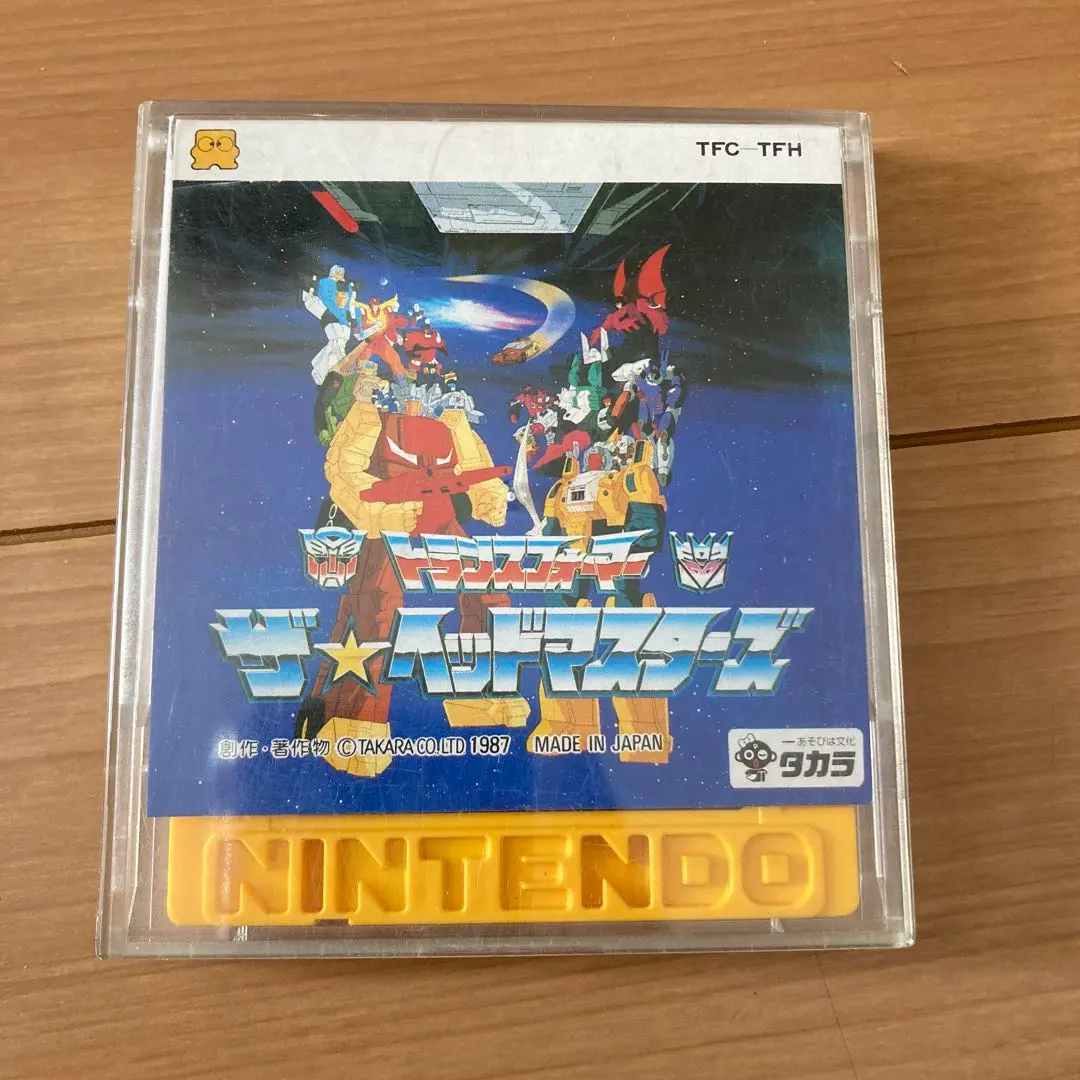 TFC-TFH
トランスフォーマー
ザ☆ヘッドマスターズ
創作・著作物 ©TAKARA CO.LTD 1987 MADE IN JAPAN
ーあそびは文化
タカラ
NINTENDO